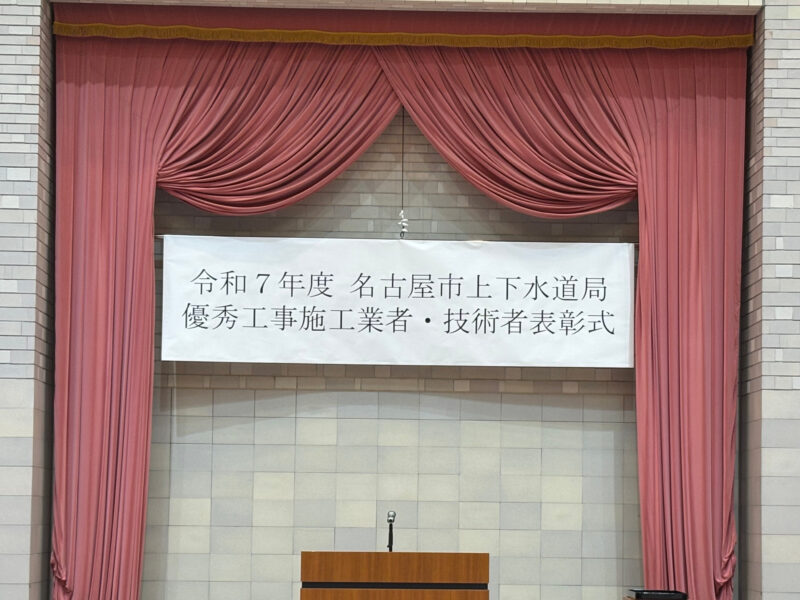 令和７年度 名古屋市上下水道局
優秀工事施工業者・技術者表彰式